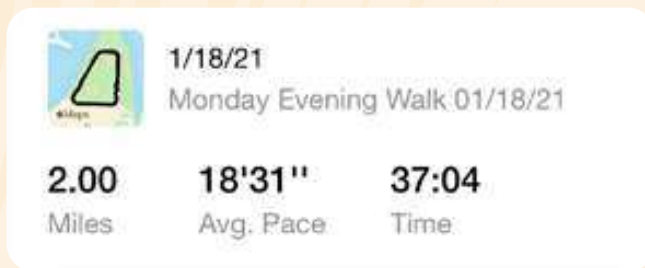 1/18/21
Monday Evening Walk 01/18/21
Maps
2.00 18'31'' 37:04
Miles Avg. Pace Time